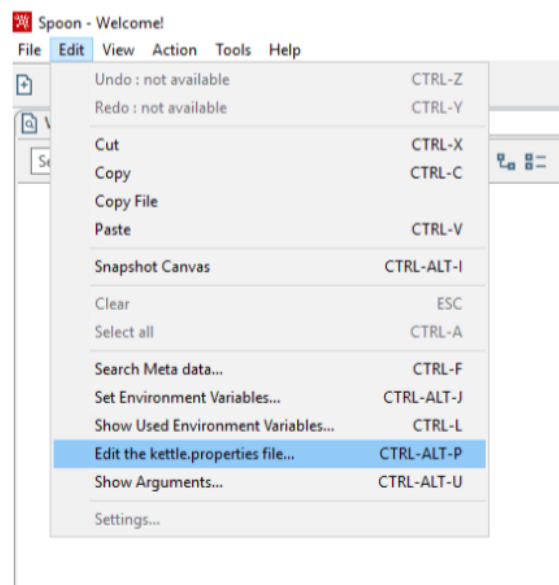 Spoon - Welcome!
File Edit View Action Tools Help
Undo : not available CTRL-Z
Redo : not available CTRL-Y
Cut CTRL-X
Copy CTRL-C
Copy File
Paste CTRL-V
Snapshot Canvas CTRL-ALT-I
Clear ESC
Select all CTRL-A
Search Meta data... CTRL-F
Set Environment Variables... CTRL-ALT-J
Show Used Environment Variables... CTRL-L
Edit the kettle.properties file... CTRL-ALT-P
Show Arguments... CTRL-ALT-U
Settings...